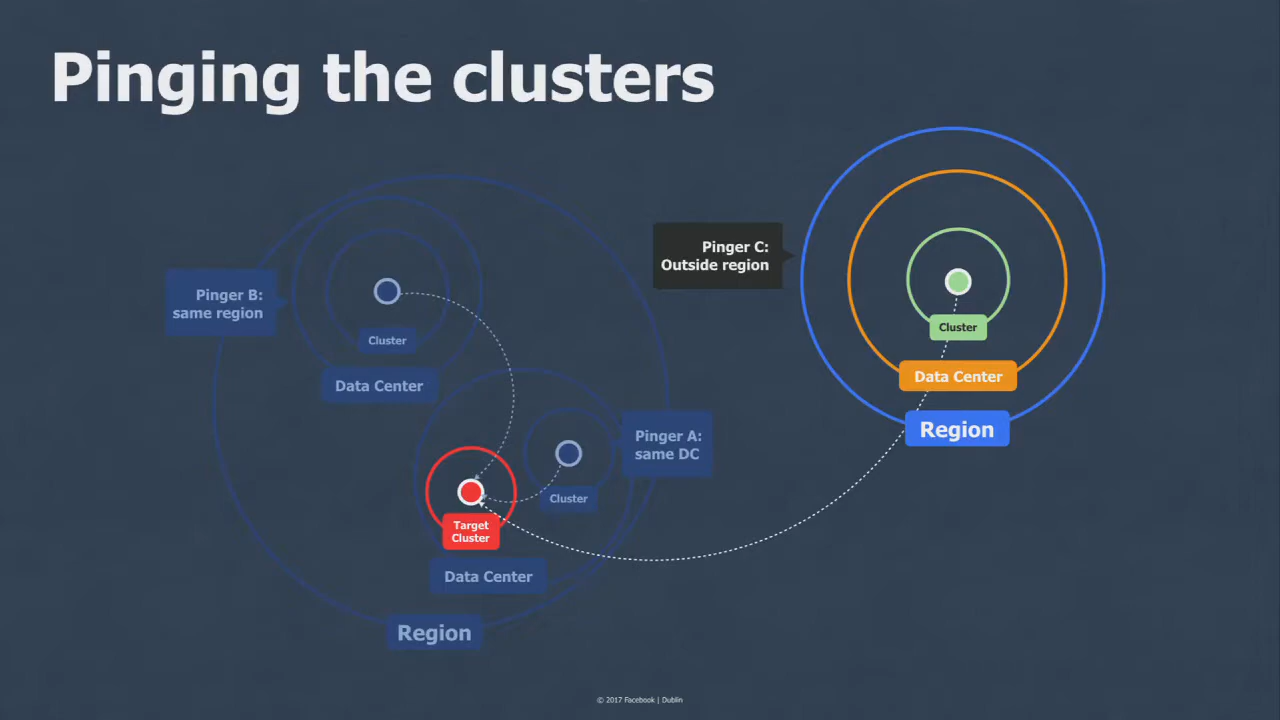 Pinging the clusters
Pinger C:
Outside region
Cluster
Data Center
Region
Pinger B:
same region
Cluster
Data Center
Pinger A:
same DC
Cluster
Target
Cluster
Data Center
Region
© 2017 Facebook | Dublin